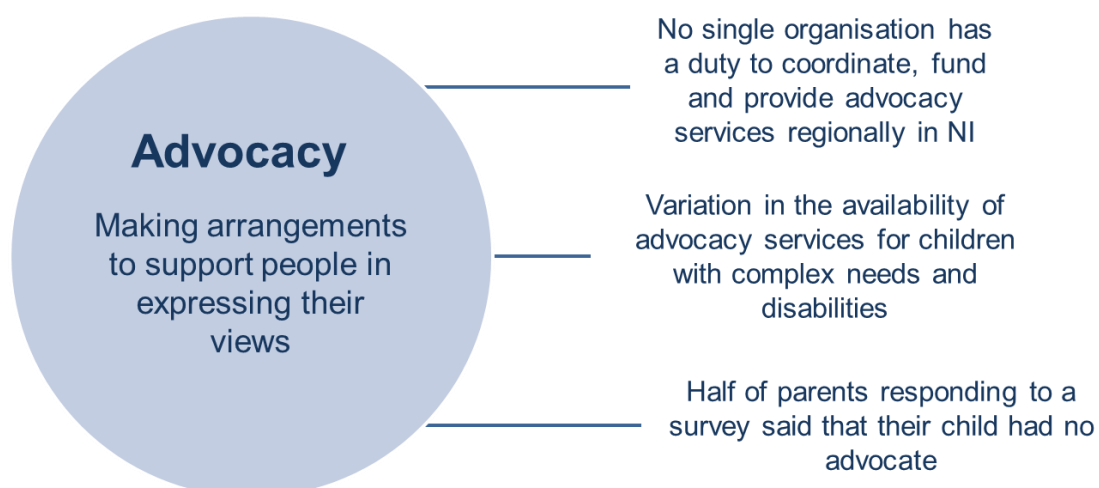 Advocacy
Making arrangements
to support people in
expressing their
views
No single organisation has
a duty to coordinate, fund
and provide advocacy
services regionally in NI
Variation in the availability of
advocacy services for children
with complex needs and
disabilities
Half of parents responding to a
survey said that their child had no
advocate